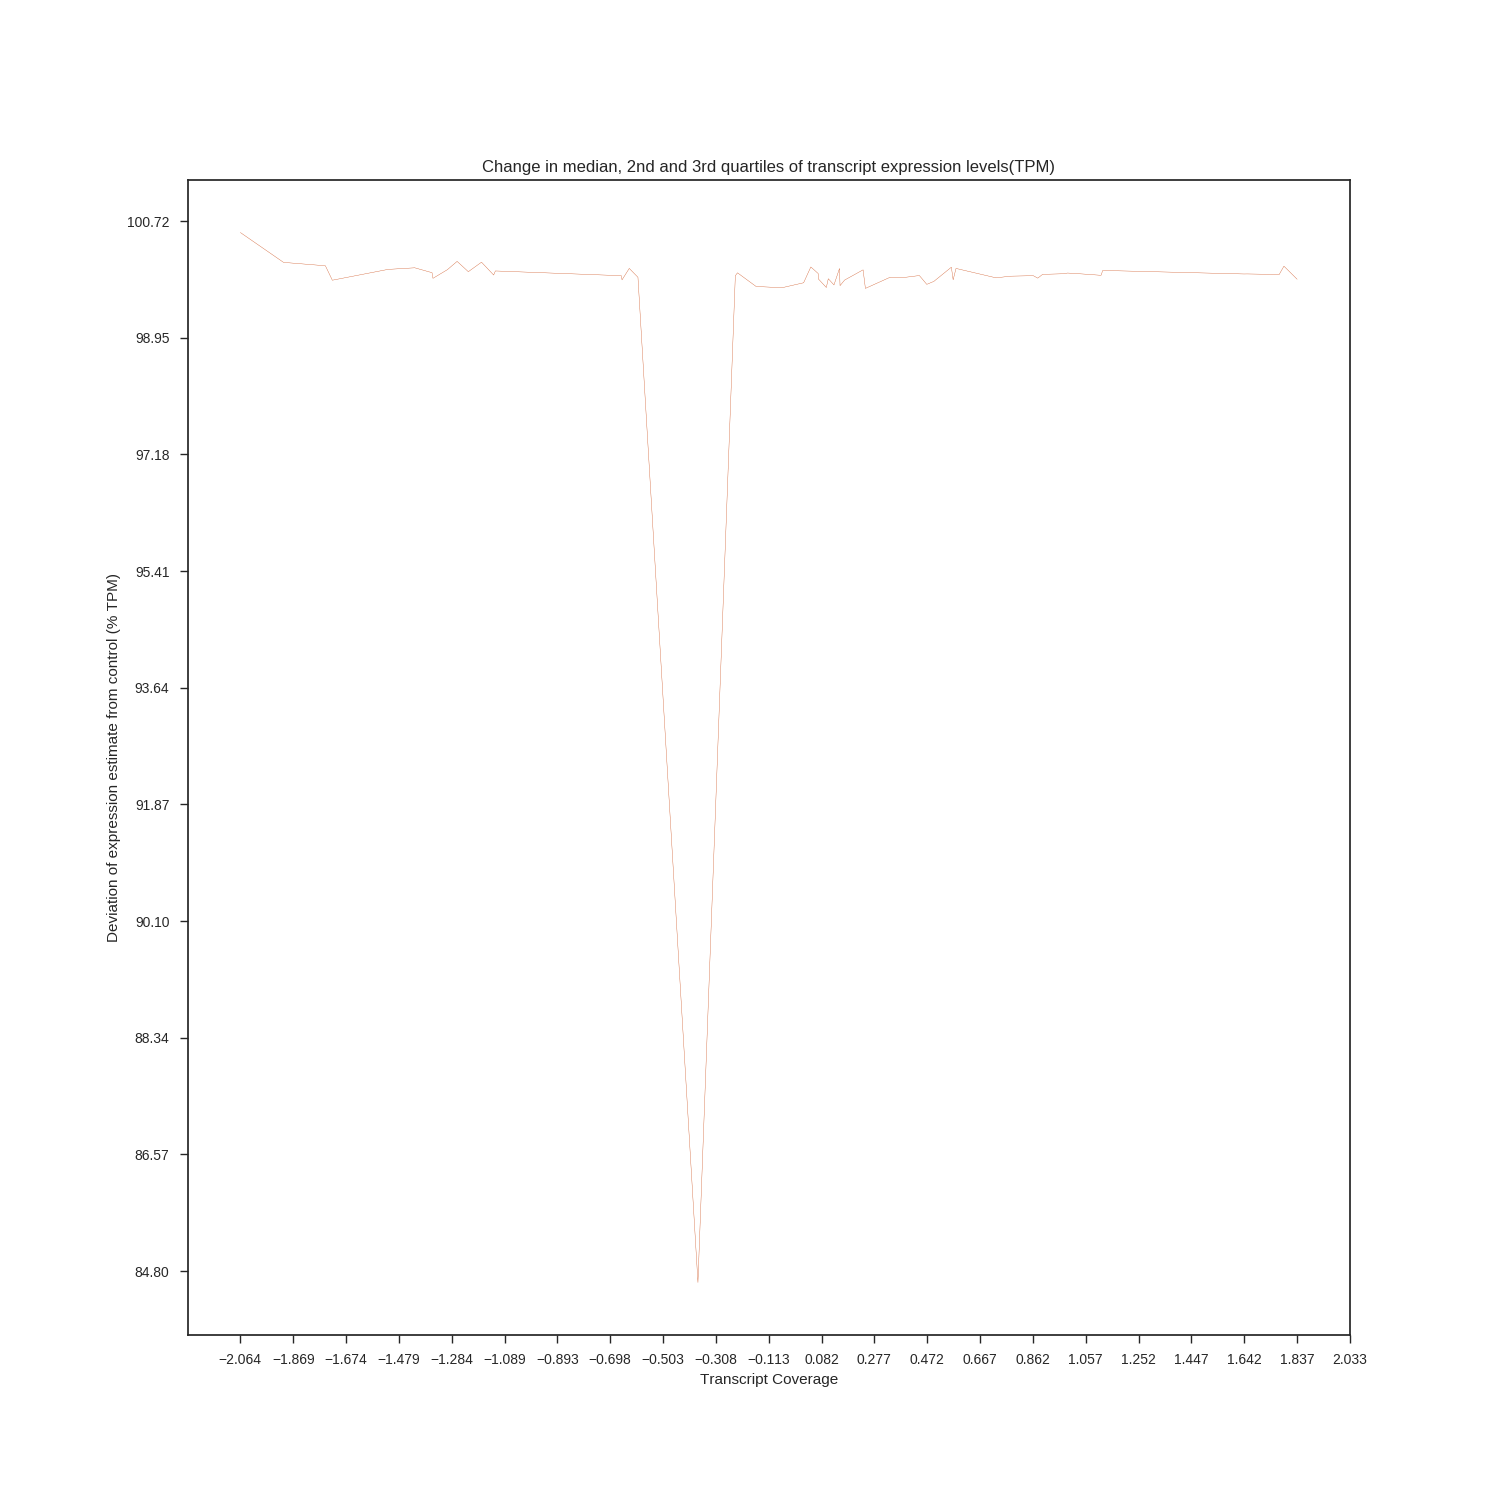 Change in median, 2nd and 3rd quartiles of transcript expression levels(TPM)
100.72
98.95
97.18
95.41
93.64
91.87
90.10
88.34
86.57
84.80
Deviation of expression estimate from control (% TPM)
−2.064 −1.869 −1.674 −1.479 −1.284 −1.089 −0.893 −0.698 −0.503 −0.308 −0.113 0.082 0.277 0.472 0.667 0.862 1.057 1.252 1.447 1.642 1.837 2.033
Transcript Coverage